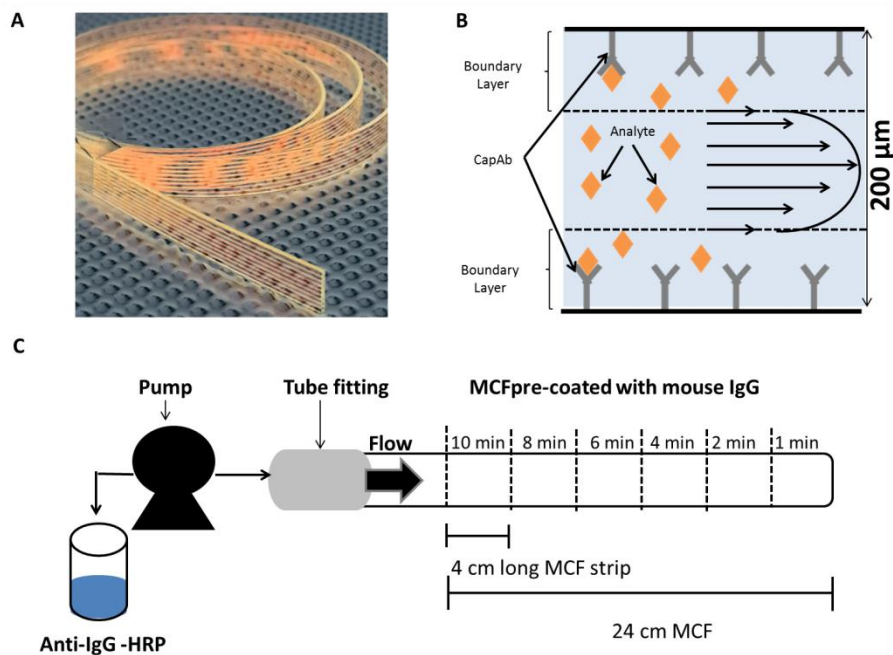 A
B
Boundary
Layer
CapAb
Analyte
Boundary
Layer
200 µm
C
Pump
Tube fitting
MCFpre-coated with mouse IgG
Flow
10 min
8 min
6 min
4 min
2 min
1 min
4 cm long MCF strip
24 cm MCF
Anti-IgG -HRP